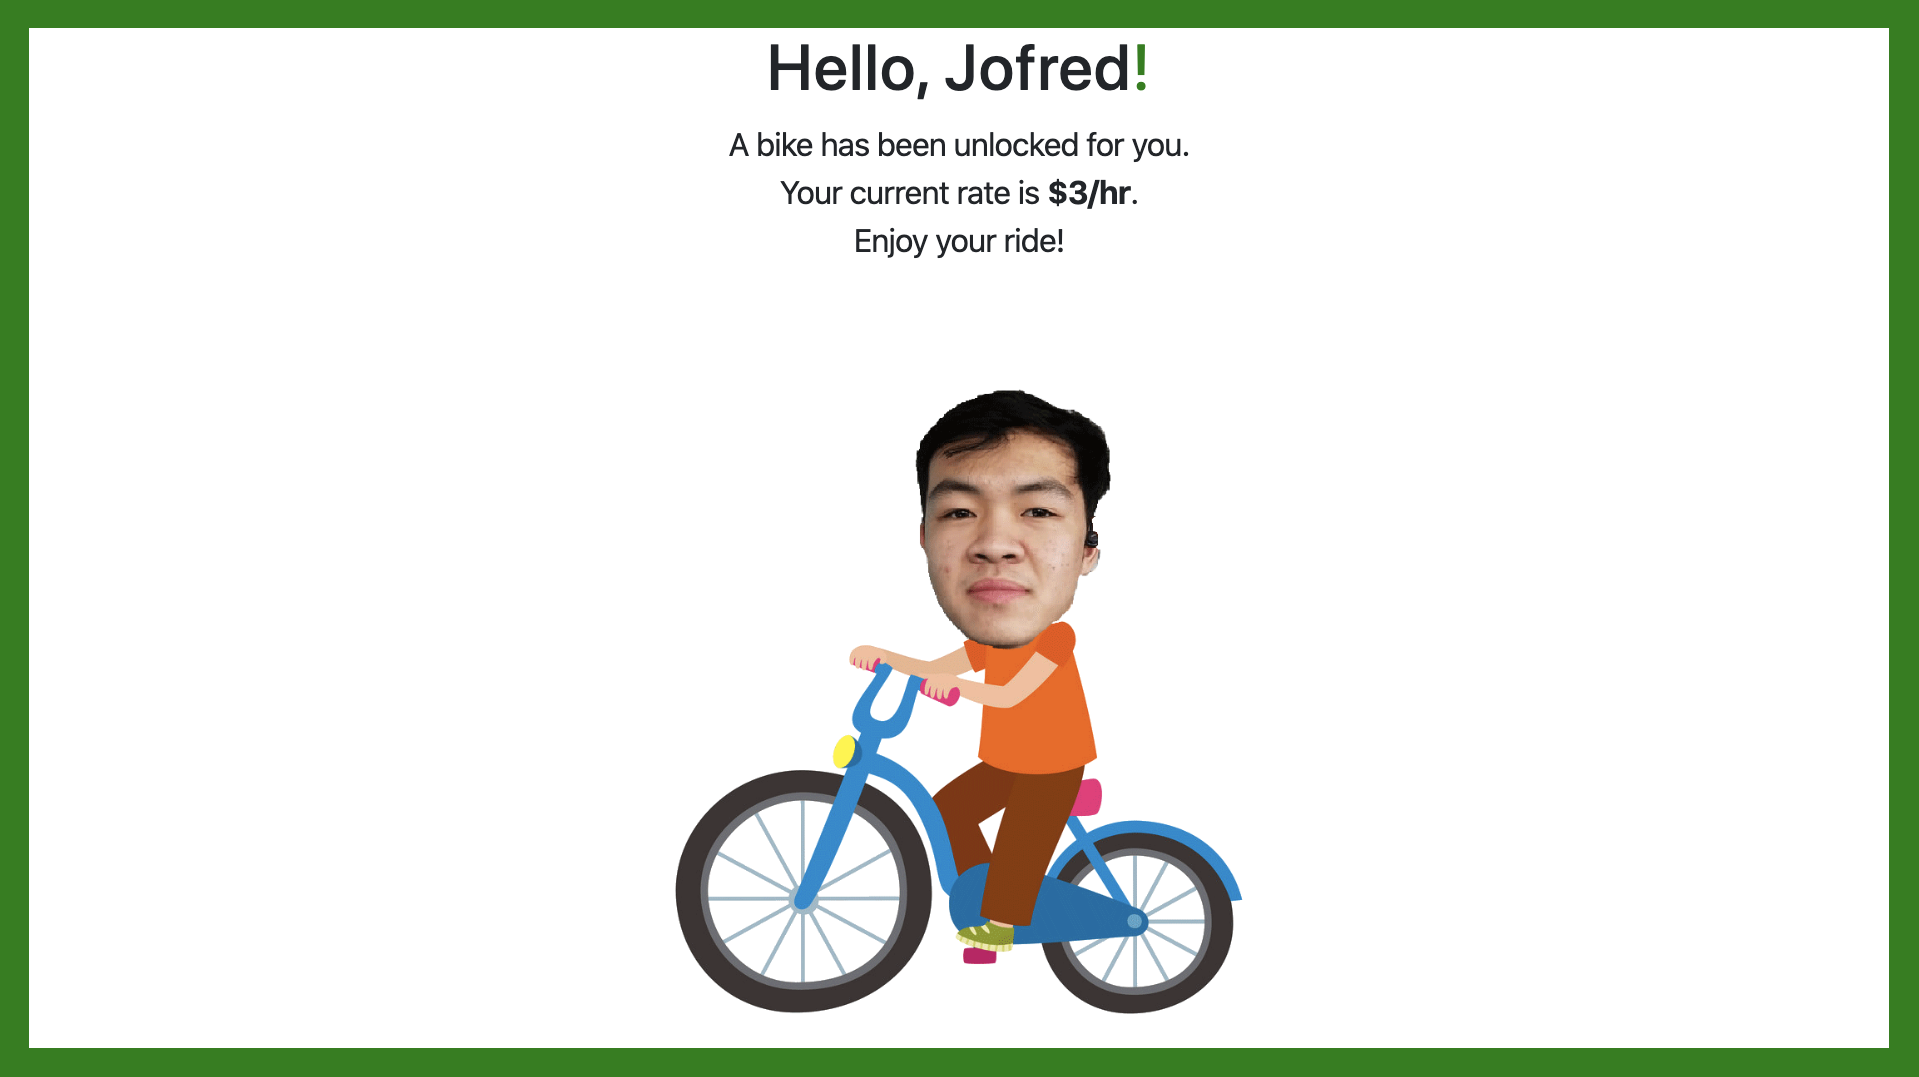 Hello, Jofred!
A bike has been unlocked for you.
Your current rate is $3/hr.
Enjoy your ride!